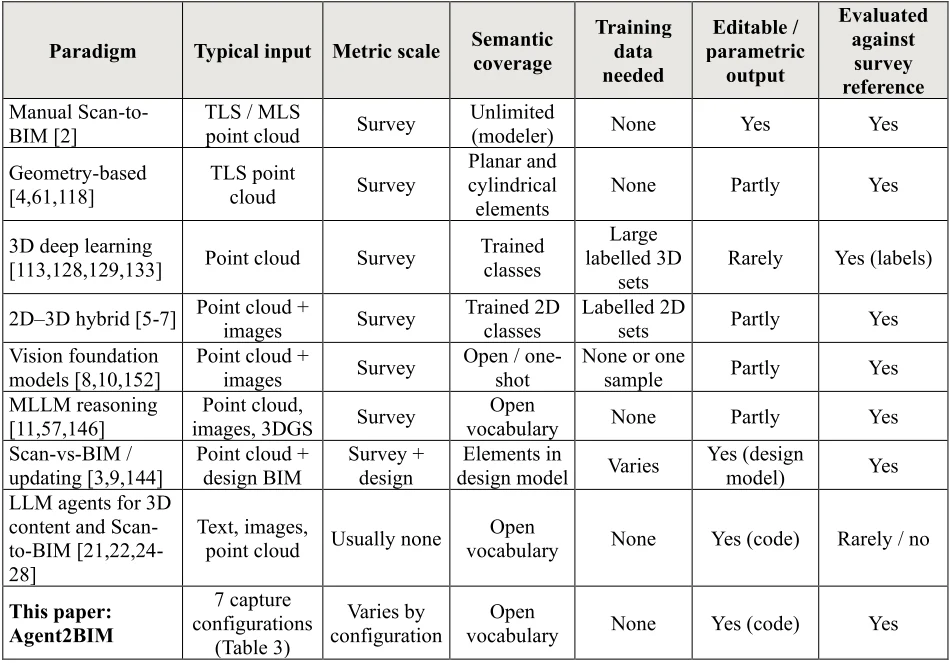 Paradigm
Typical input
Metric scale
Semantic
coverage
Training
data
needed
Editable /
parametric
output
Evaluated
against
survey
reference
Manual Scan-to-
BIM [2]
TLS / MLS
point cloud
Survey
Unlimited
(modeler)
None
Yes
Yes
Geometry-based
[4,61,118]
TLS point
cloud
Survey
Planar and
cylindrical
elements
None
Partly
Yes
3D deep learning
[113,128,129,133]
Point cloud
Survey
Trained
classes
Large
labelled 3D
sets
Rarely
Yes (labels)
2D–3D hybrid [5-7]
Point cloud +
images
Survey
Trained 2D
classes
Labelled 2D
sets
Partly
Yes
Vision foundation
models [8,10,152]
Point cloud +
images
Survey
Open / one-
shot
None or one
sample
Partly
Yes
MLLM reasoning
[11,57,146]
Point cloud,
images, 3DGS
Survey
Open
vocabulary
None
Partly
Yes
Scan-vs-BIM /
updating [3,9,144]
Point cloud +
design BIM
Survey +
design
Elements in
design model
Varies
Yes (design
model)
Yes
LLM agents for 3D
content and Scan-
to-BIM [21,22,24-
28]
Text, images,
point cloud
Usually none
Open
vocabulary
None
Yes (code)
Rarely / no
This paper:
Agent2BIM
7 capture
configurations
(Table 3)
Varies by
configuration
Open
vocabulary
None
Yes (code)
Yes